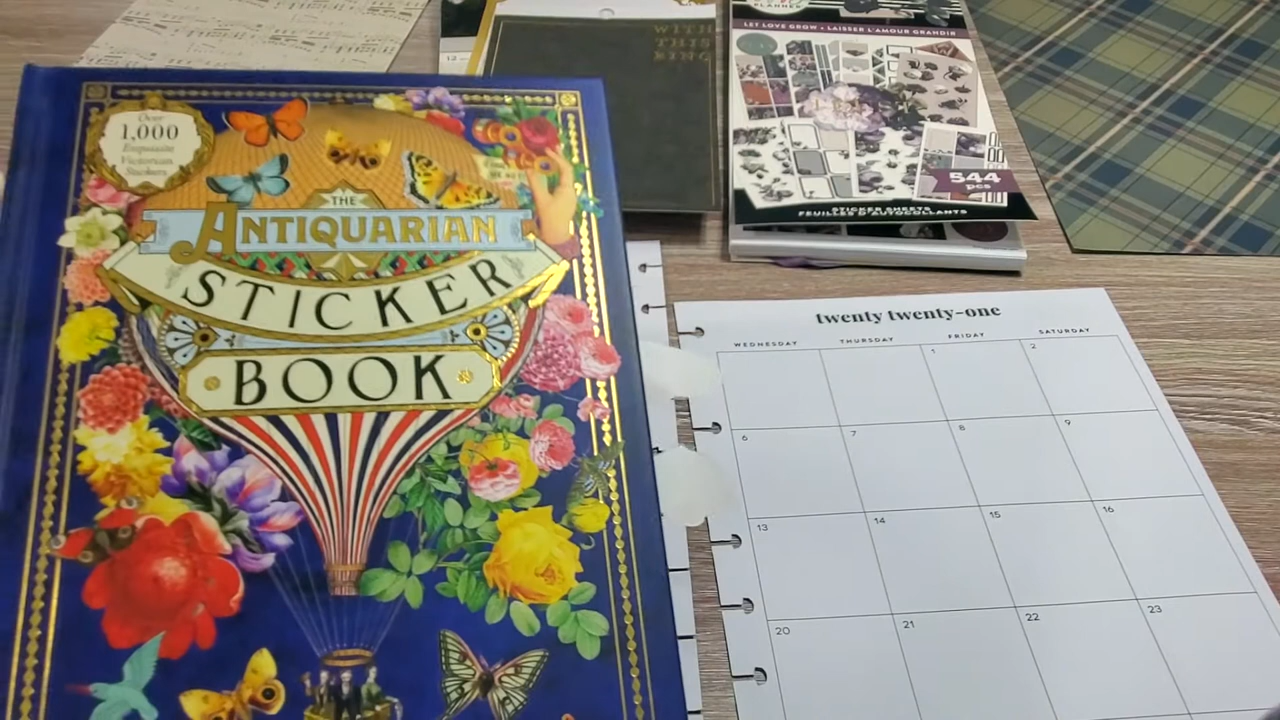 Over
1,000
Exquisite
Victorian
Stickers
THE
ANTIQUARIAN
STICKER
BOOK
12
WITH
THIS
RING
PLANNER
LET LOVE GROW • LAISSER L'AMOUR GRANDIR
544
pcs
STICKER SHEETS
FEUILLES D'AUTOCOLLANTS
twenty twenty-one
WEDNESDAY THURSDAY FRIDAY SATURDAY
1 2
6 7 8 9
13 14 15 16
20 21 22 23